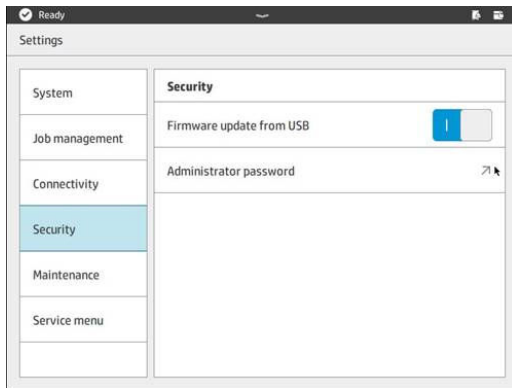 Ready
Settings
System
Job management
Connectivity
Security
Maintenance
Service menu
Security
Firmware update from USB
Administrator password